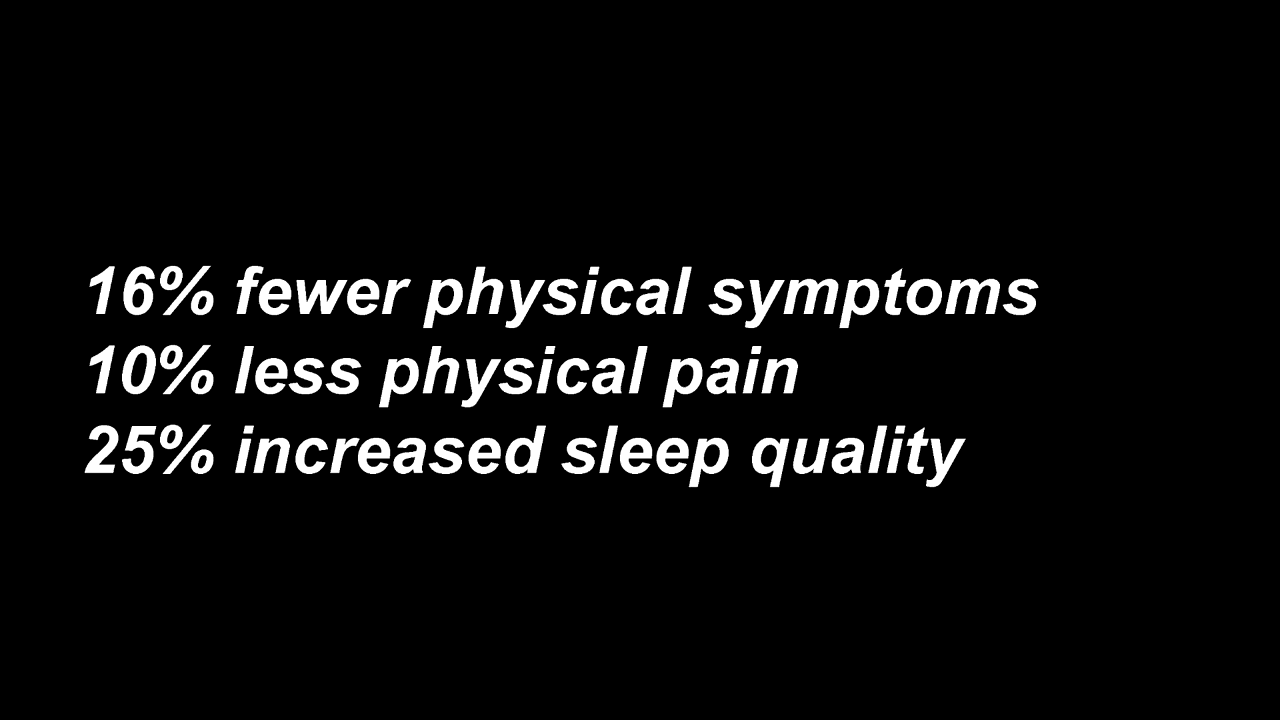 16% fewer physical symptoms
10% less physical pain
25% increased sleep quality